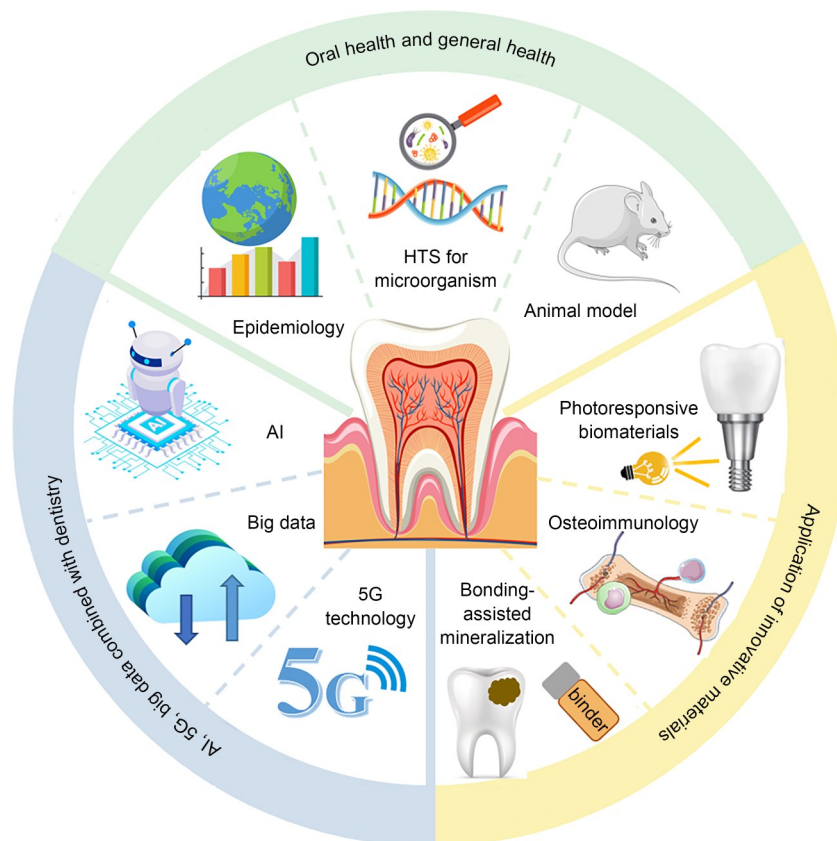 Oral health and general health
HTS for
microorganism
Epidemiology
Animal model
AI
AI
Photoresponsive
biomaterials
Big data
Osteoimmunology
5G
technology
5G
Bonding-
assisted
mineralization
binder
AI, 5G, big data combined with dentistry
Application of innovative materials